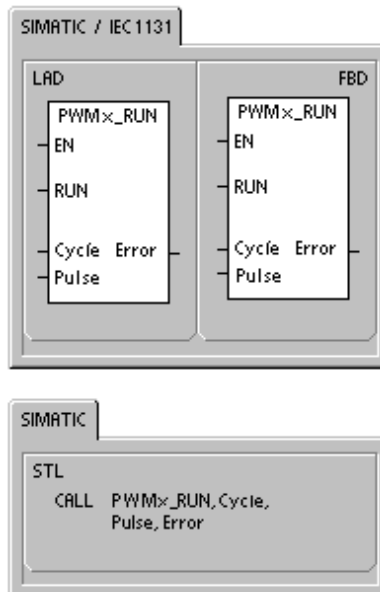 SIMATIC / IEC1131
LAD
FBD
PWMx_RUN
EN
RUN
Cycle Error
Pulse
PWMx_RUN
EN
RUN
Cycle Error
Pulse
SIMATIC
STL
CALL PWMx_RUN, Cycle,
Pulse, Error